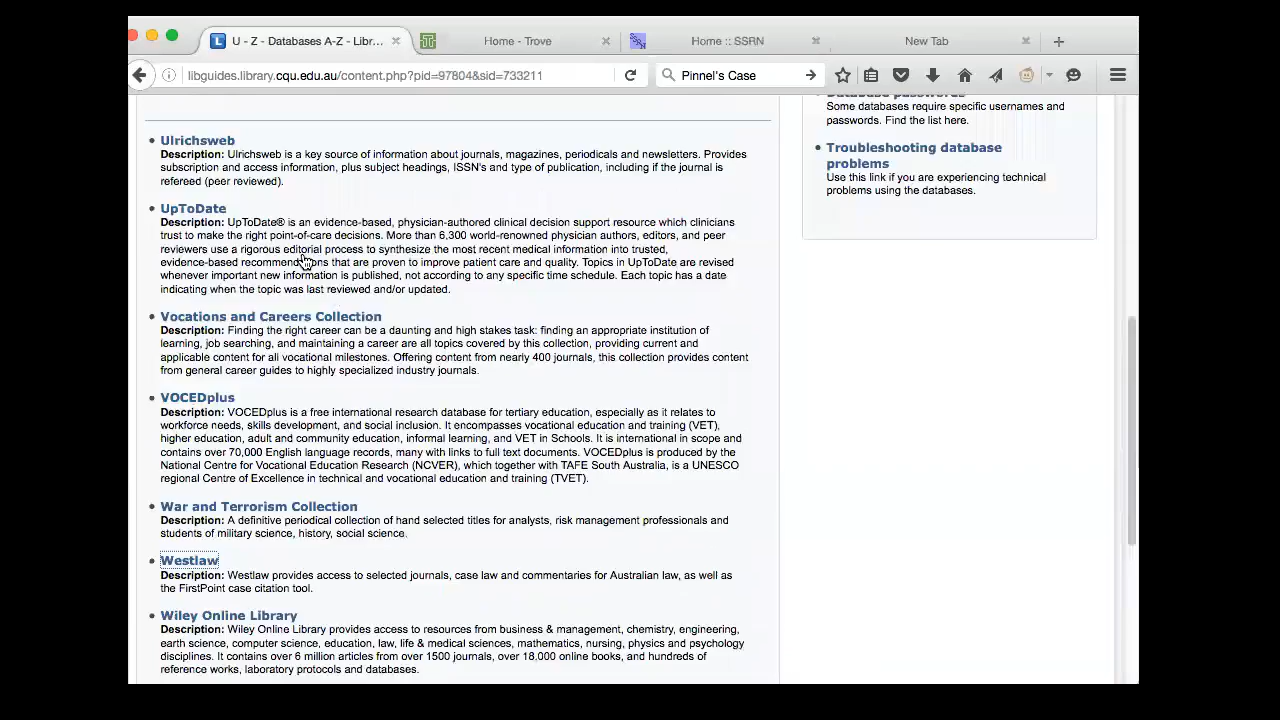 U - Z - Databases A-Z - Libr...
Home - Trove
Home :: SSRN
New Tab
libguides.library.cqu.edu.au/content.php?pid=97804&sid=733211
Pinnel's Case
Ulrichsweb
Description: Ulrichsweb is a key source of information about journals, magazines, periodicals and newsletters. Provides
subscription and access information, plus subject headings, ISSN's and type of publication, including if the journal is
refereed (peer reviewed).
UpToDate
Description: UpToDate® is an evidence-based, physician-authored clinical decision support resource which clinicians
trust to make the right point-of-care decisions. More than 6,300 world-renowned physician authors, editors, and peer
reviewers use a rigorous editorial process to synthesize the most recent medical information into trusted,
evidence-based recommendations that are proven to improve patient care and quality. Topics in UpToDate are revised
whenever important new information is published, not according to any specific time schedule. Each topic has a date
indicating when the topic was last reviewed and/or updated.
Vocations and Careers Collection
Description: Finding the right career can be a daunting and high stakes task: finding an appropriate institution of
learning, job searching, and maintaining a career are all topics covered by this collection, providing current and
applicable content for all vocational milestones. Offering content from nearly 400 journals, this collection provides content
from general career guides to highly specialized industry journals.
VOCEDplus
Description: VOCEDplus is a free international research database for tertiary education, especially as it relates to
workforce needs, skills development, and social inclusion. It encompasses vocational education and training (VET),
higher education, adult and community education, informal learning, and VET in Schools. It is international in scope and
contains over 70,000 English language records, many with links to full text documents. VOCEDplus is produced by the
National Centre for Vocational Education Research (NCVER), which together with TAFE South Australia, is a UNESCO
regional Centre of Excellence in technical and vocational education and training (TVET).
War and Terrorism Collection
Description: A definitive periodical collection of hand selected titles for analysts, risk management professionals and
students of military science, history, social science.
Westlaw
Description: Westlaw provides access to selected journals, case law and commentaries for Australian law, as well as
the FirstPoint case citation tool.
Wiley Online Library
Description: Wiley Online Library provides access to resources from business & management, chemistry, engineering,
earth science, computer science, education, law, life & medical sciences, mathematics, nursing, physics and psychology
disciplines. It contains over 6 million articles from over 1500 journals, over 18,000 online books, and hundreds of
reference works, laboratory protocols and databases.
Database passwords
Some databases require specific usernames and
passwords. Find the list here.
Troubleshooting database
problems
Use this link if you are experiencing technical
problems using the databases.